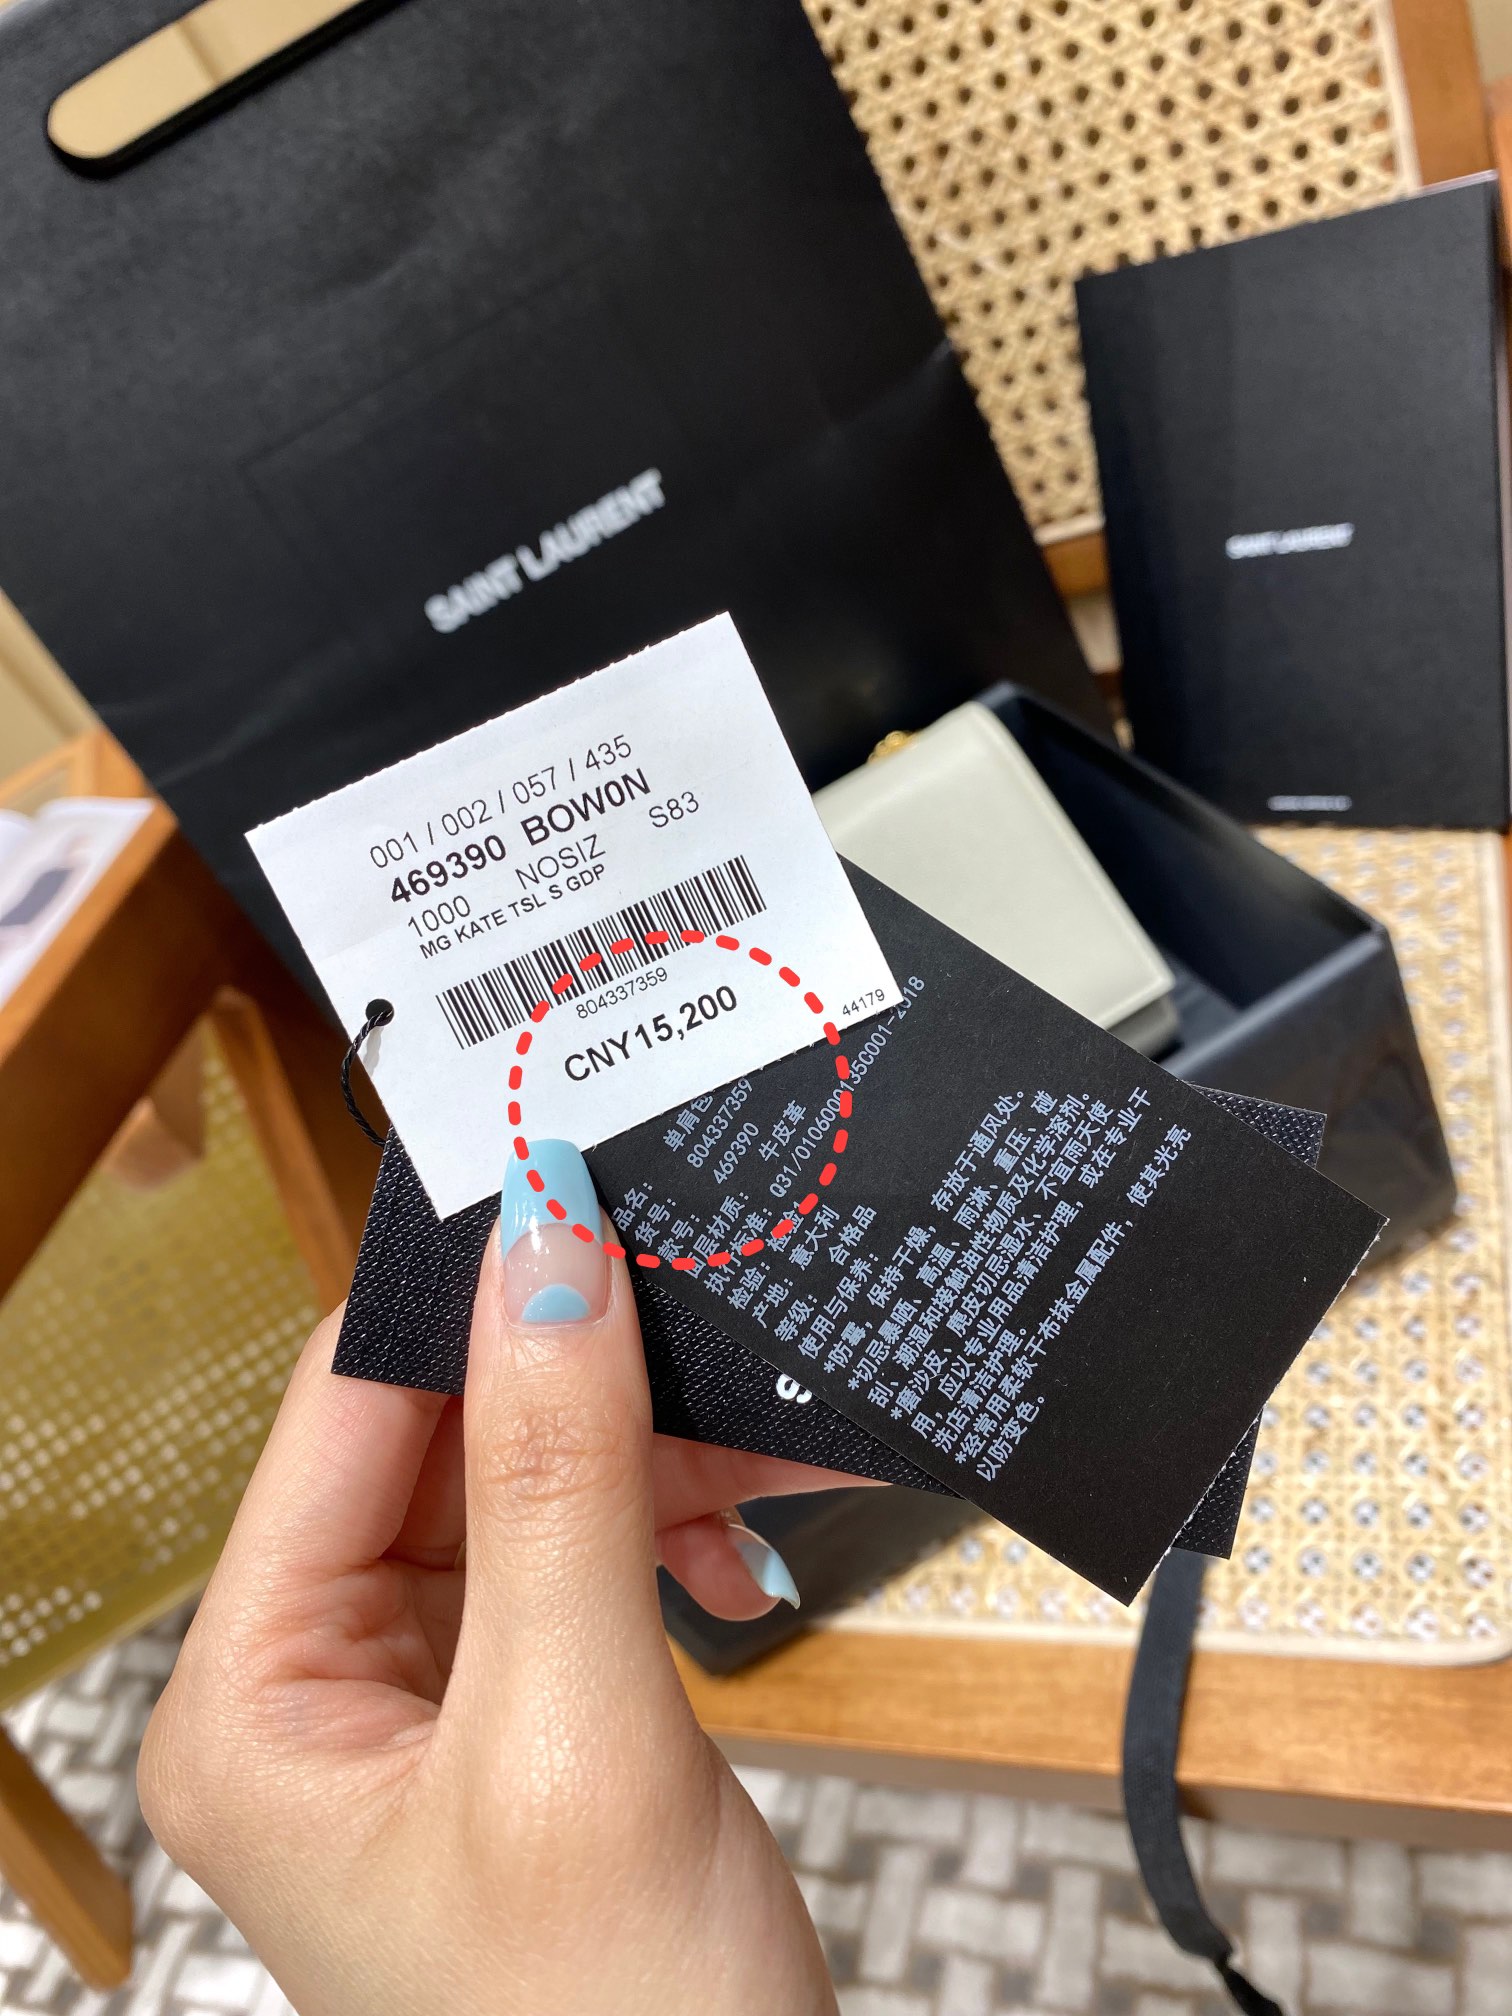 SAINT LAURENT
SAINT LAURENT
001 / 002 / 057 / 435
469390 BOW0N
1000 NOSIZ S83
MG KATE TSL S GDP
804337359
CNY15,200
44179
品名: 单肩包
货号: 804337359
款号: 469390
面层材质: 牛皮革
执行标准: Q31/0106000135C001-2018
检验: 检验1
产地: 意大利
等级: 合格品
使用与保养:
*防霉, 保持干燥, 存放于通风处。
*切忌暴晒、高温、雨淋、重压、碰
刮、潮湿和接触油性物质及化学溶剂。
*磨沙皮、麂皮切忌湿水、不宜雨天使
用, 应以专业用品清洁护理, 或在专业干
洗店清洁护理。
*经常用柔软干布抹金属配件, 使其光亮
以防变色。
S